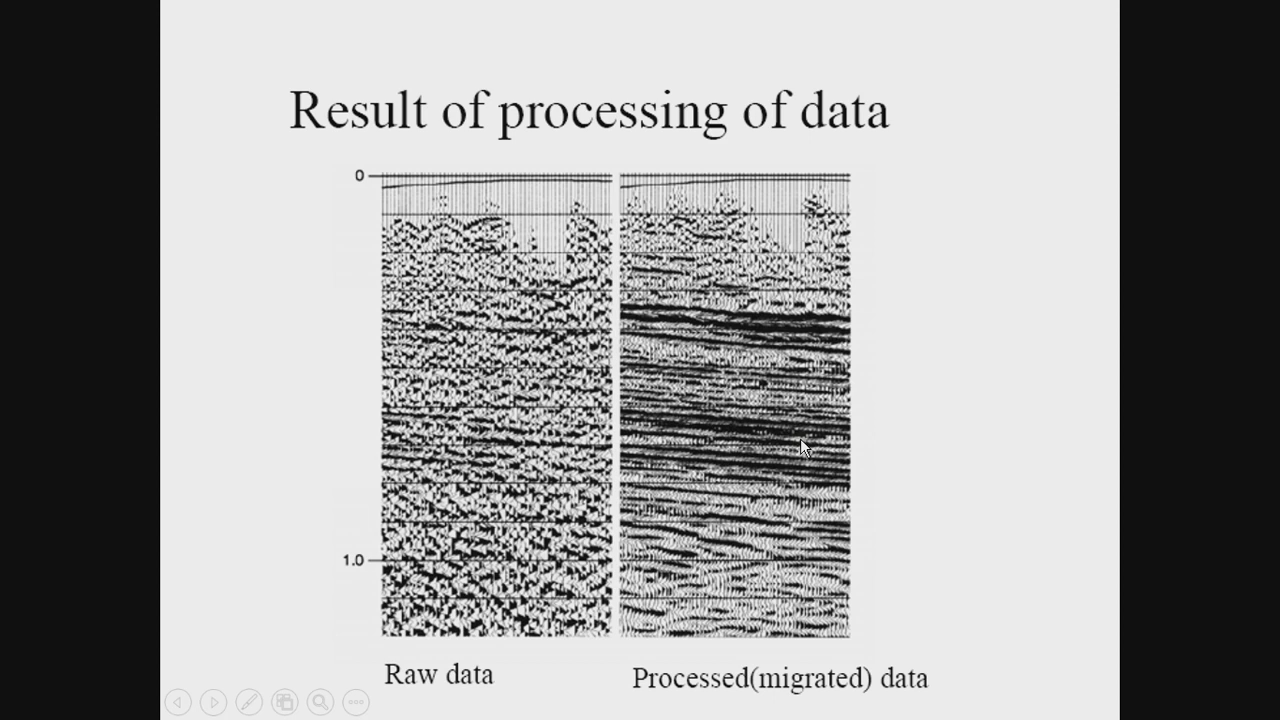 Result of processing of data
0
1.0
Raw data
Processed(migrated) data